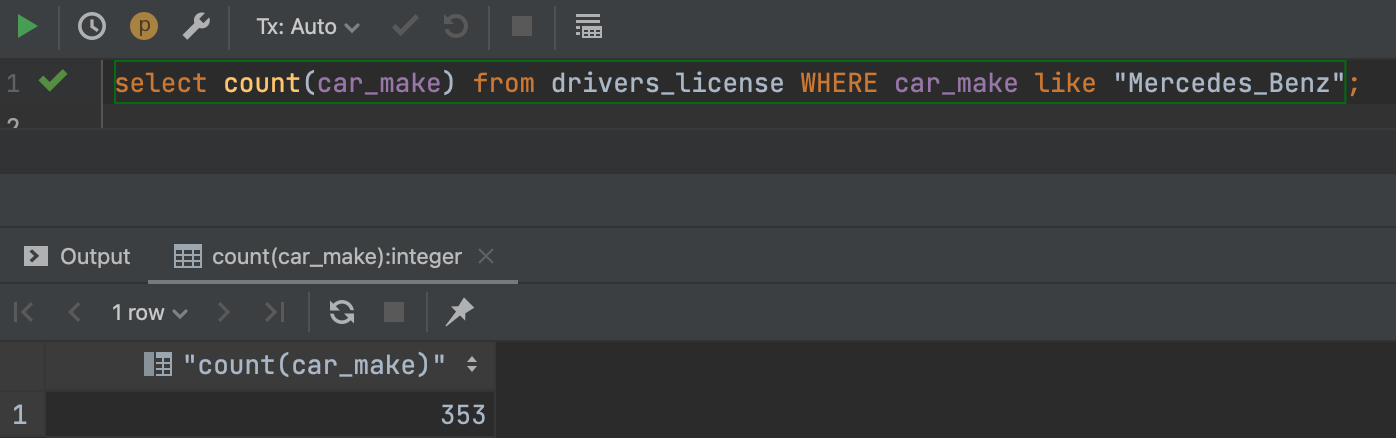 p Tx: Auto
1 select count(car_make) from drivers_license WHERE car_make like "Mercedes_Benz";
2
Output count(car_make):integer
1 row
"count(car_make)"
1 353